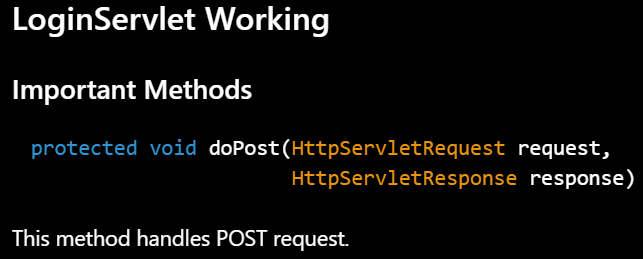 LoginServlet Working
Important Methods
protected void doPost(HttpServletRequest request,
HttpServletResponse response)
This method handles POST request.